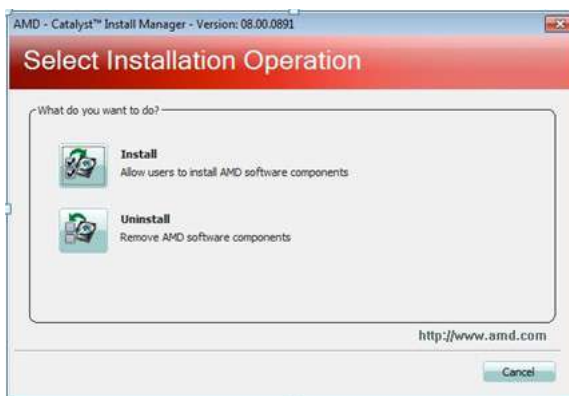 AMD - Catalyst™ Install Manager - Version: 08.00.0891
Select Installation Operation
What do you want to do?
Install
Allow users to install AMD software components
Uninstall
Remove AMD software components
http://www.amd.com
Cancel